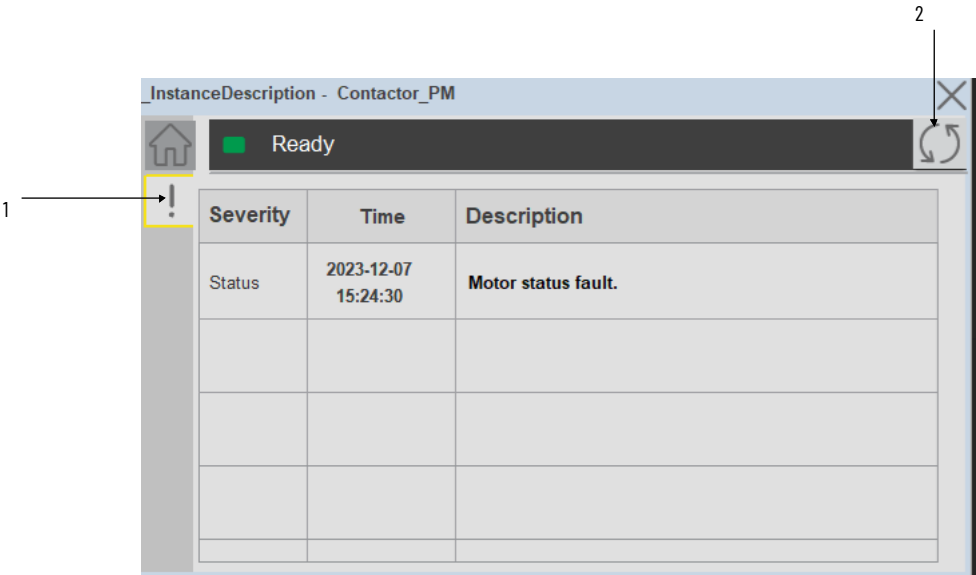 2
_InstanceDescription - Contactor_PM
Ready
1
Severity Time Description
Status 2023-12-07 15:24:30 Motor status fault.